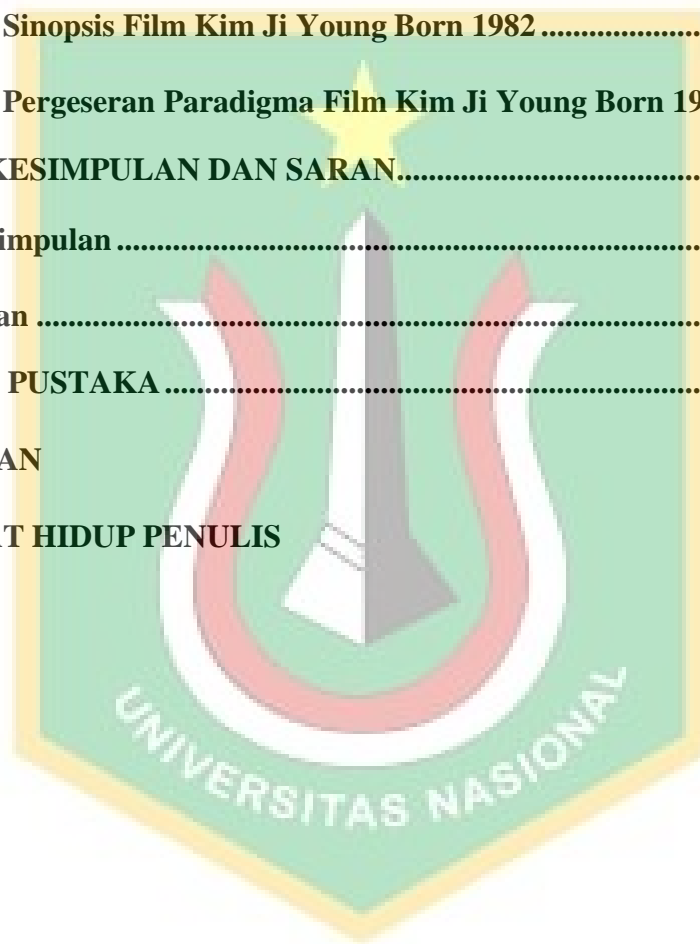 Sinopsis Film Kim Ji Young Born 1982 ........................
Pergeseran Paradigma Film Kim Ji Young Born 19
KESIMPULAN DAN SARAN.............................................
impulan ..................................................................................
an ..............................................................................................
PUSTAKA .............................................................................
AN
T HIDUP PENULIS
UNIVERSITAS NASIONAL